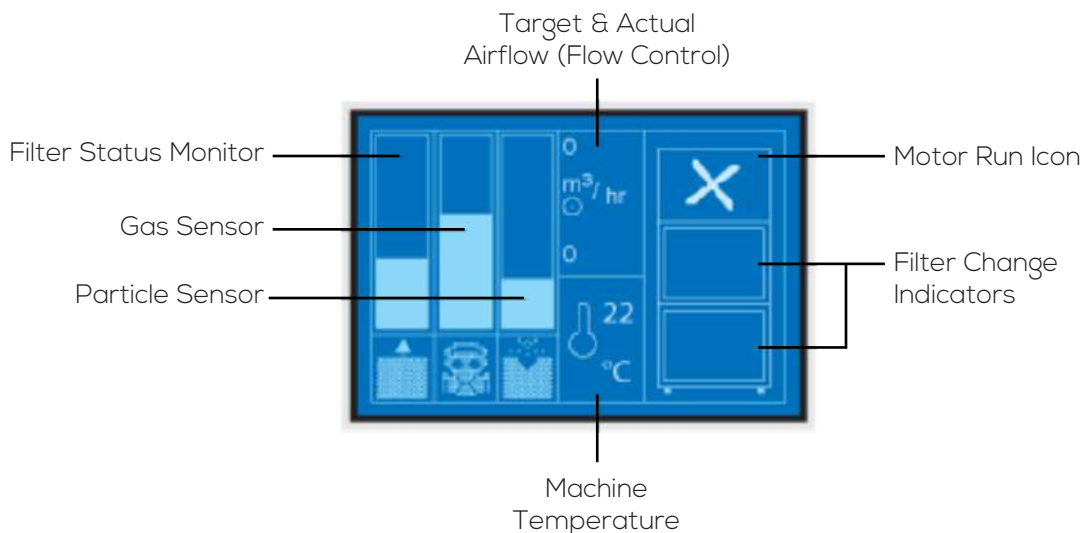 Target & Actual
Airflow (Flow Control)
Filter Status Monitor
Gas Sensor
Particle Sensor
0
m³/ hr
0
22
°C
Motor Run Icon
Filter Change
Indicators
Machine
Temperature